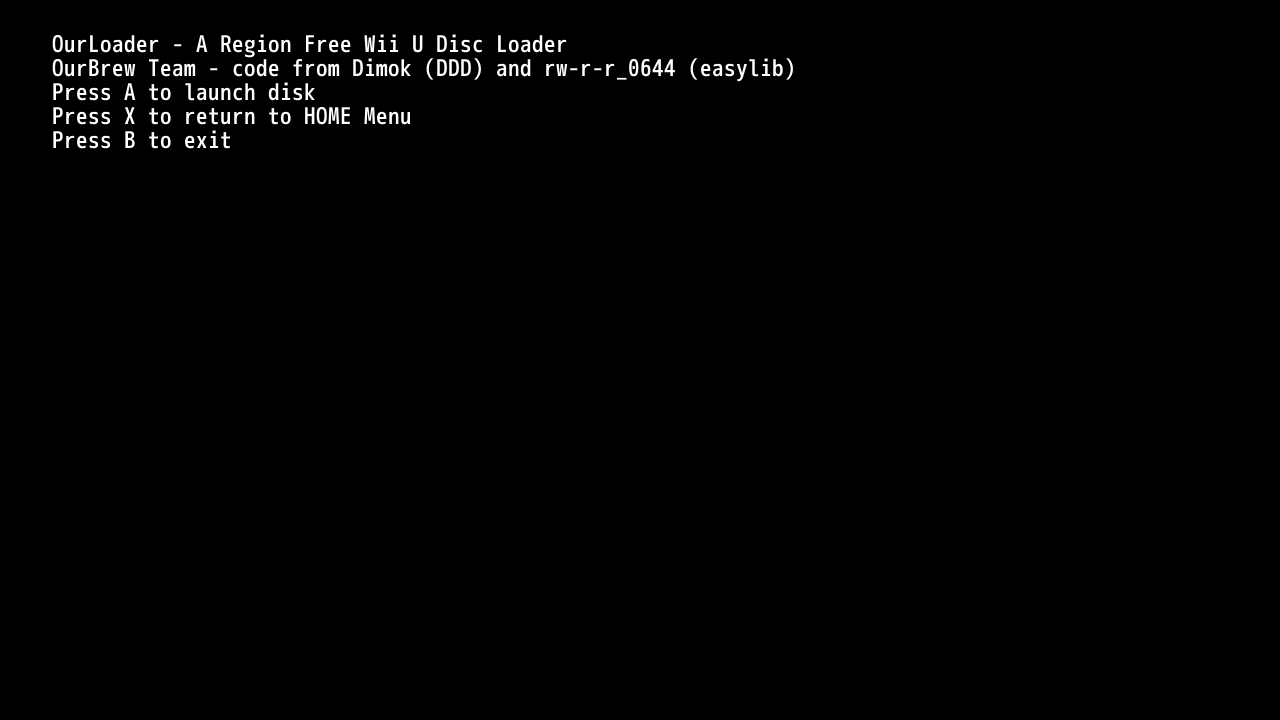 OurLoader - A Region Free Wii U Disc Loader
OurBrew Team - code from Dimok (DDD) and rw-r-r_0644 (easylib)
Press A to launch disk
Press X to return to HOME Menu
Press B to exit